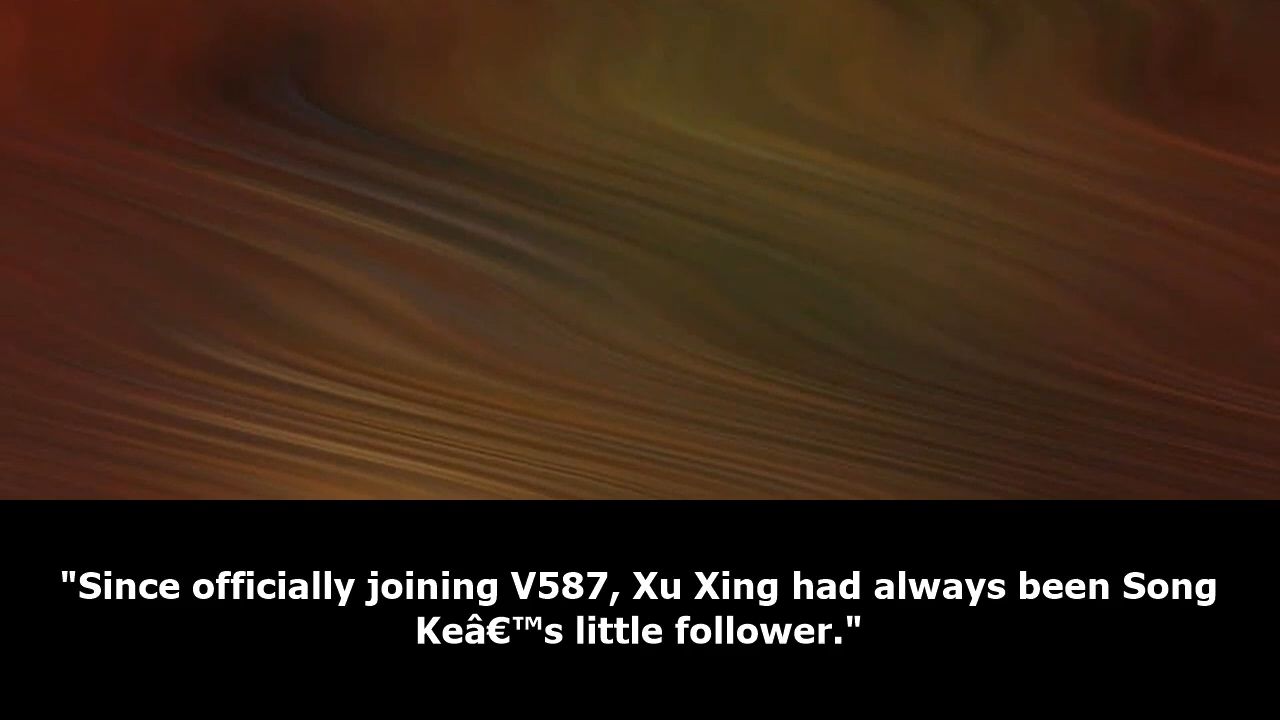 "Since officially joining V587, Xu Xing had always been Song
Keâ€™s little follower."